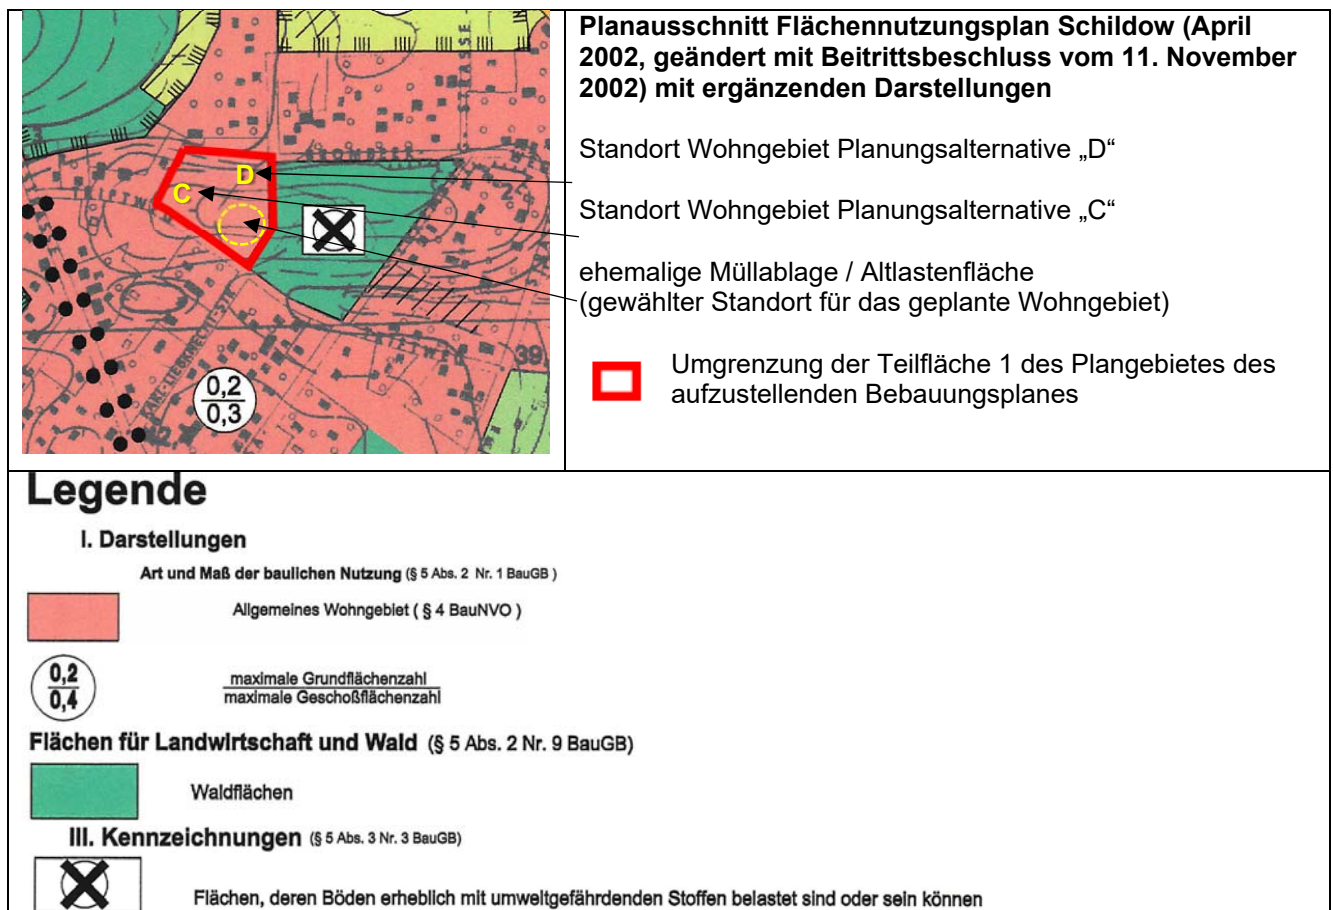 Planausschnitt Flächennutzungsplan Schildow (April
2002, geändert mit Beitrittsbeschluss vom 11. November
2002) mit ergänzenden Darstellungen
Standort Wohngebiet Planungsalternative „D“
Standort Wohngebiet Planungsalternative „C“
ehemalige Müllablage / Altlastenfläche
(gewählter Standort für das geplante Wohngebiet)
Umgrenzung der Teilfläche 1 des Plangebietes des
aufzustellenden Bebauungsplanes
D
C
TRIFTWEG
KARL-LIEBKNECHT-STR
39
0,2
0,3
42
Legende
I. Darstellungen
Art und Maß der baulichen Nutzung (§ 5 Abs. 2 Nr. 1 BauGB )
Allgemeines Wohngebiet ( § 4 BauNVO )
0,2
0,4
maximale Grundflächenzahl
maximale Geschoßflächenzahl
Flächen für Landwirtschaft und Wald (§ 5 Abs. 2 Nr. 9 BauGB)
Waldflächen
III. Kennzeichnungen (§ 5 Abs. 3 Nr. 3 BauGB)
Flächen, deren Böden erheblich mit umweltgefährdenden Stoffen belastet sind oder sein können